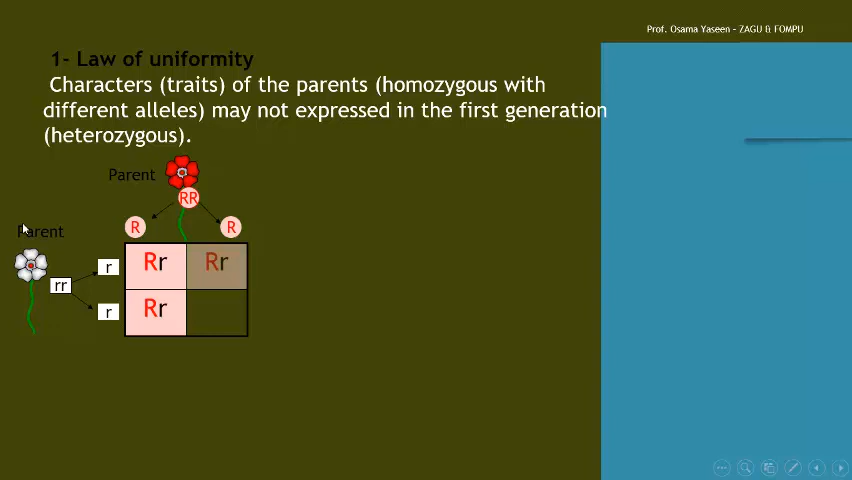 Prof. Osama Yaseen – ZAGU & FOMPU
1- Law of uniformity
Characters (traits) of the parents (homozygous with
different alleles) may not expressed in the first generation
(heterozygous).
Parent
RR
R R
Parent
r Rr Rr
rr
r Rr